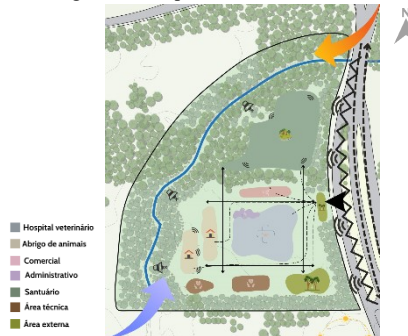 Hospital veterinário
Abrigo de animais
Comercial
Administrativo
Santuário
Área técnica
Área externa